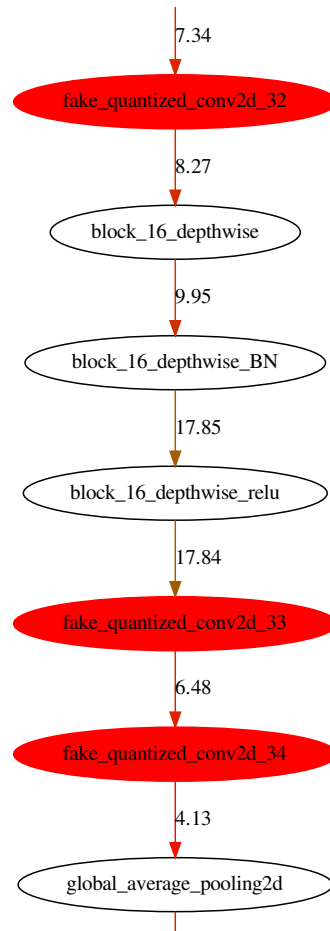 7.34
fake_quantized_conv2d_32
8.27
block_16_depthwise
9.95
block_16_depthwise_BN
17.85
block_16_depthwise_relu
17.84
fake_quantized_conv2d_33
6.48
fake_quantized_conv2d_34
4.13
global_average_pooling2d